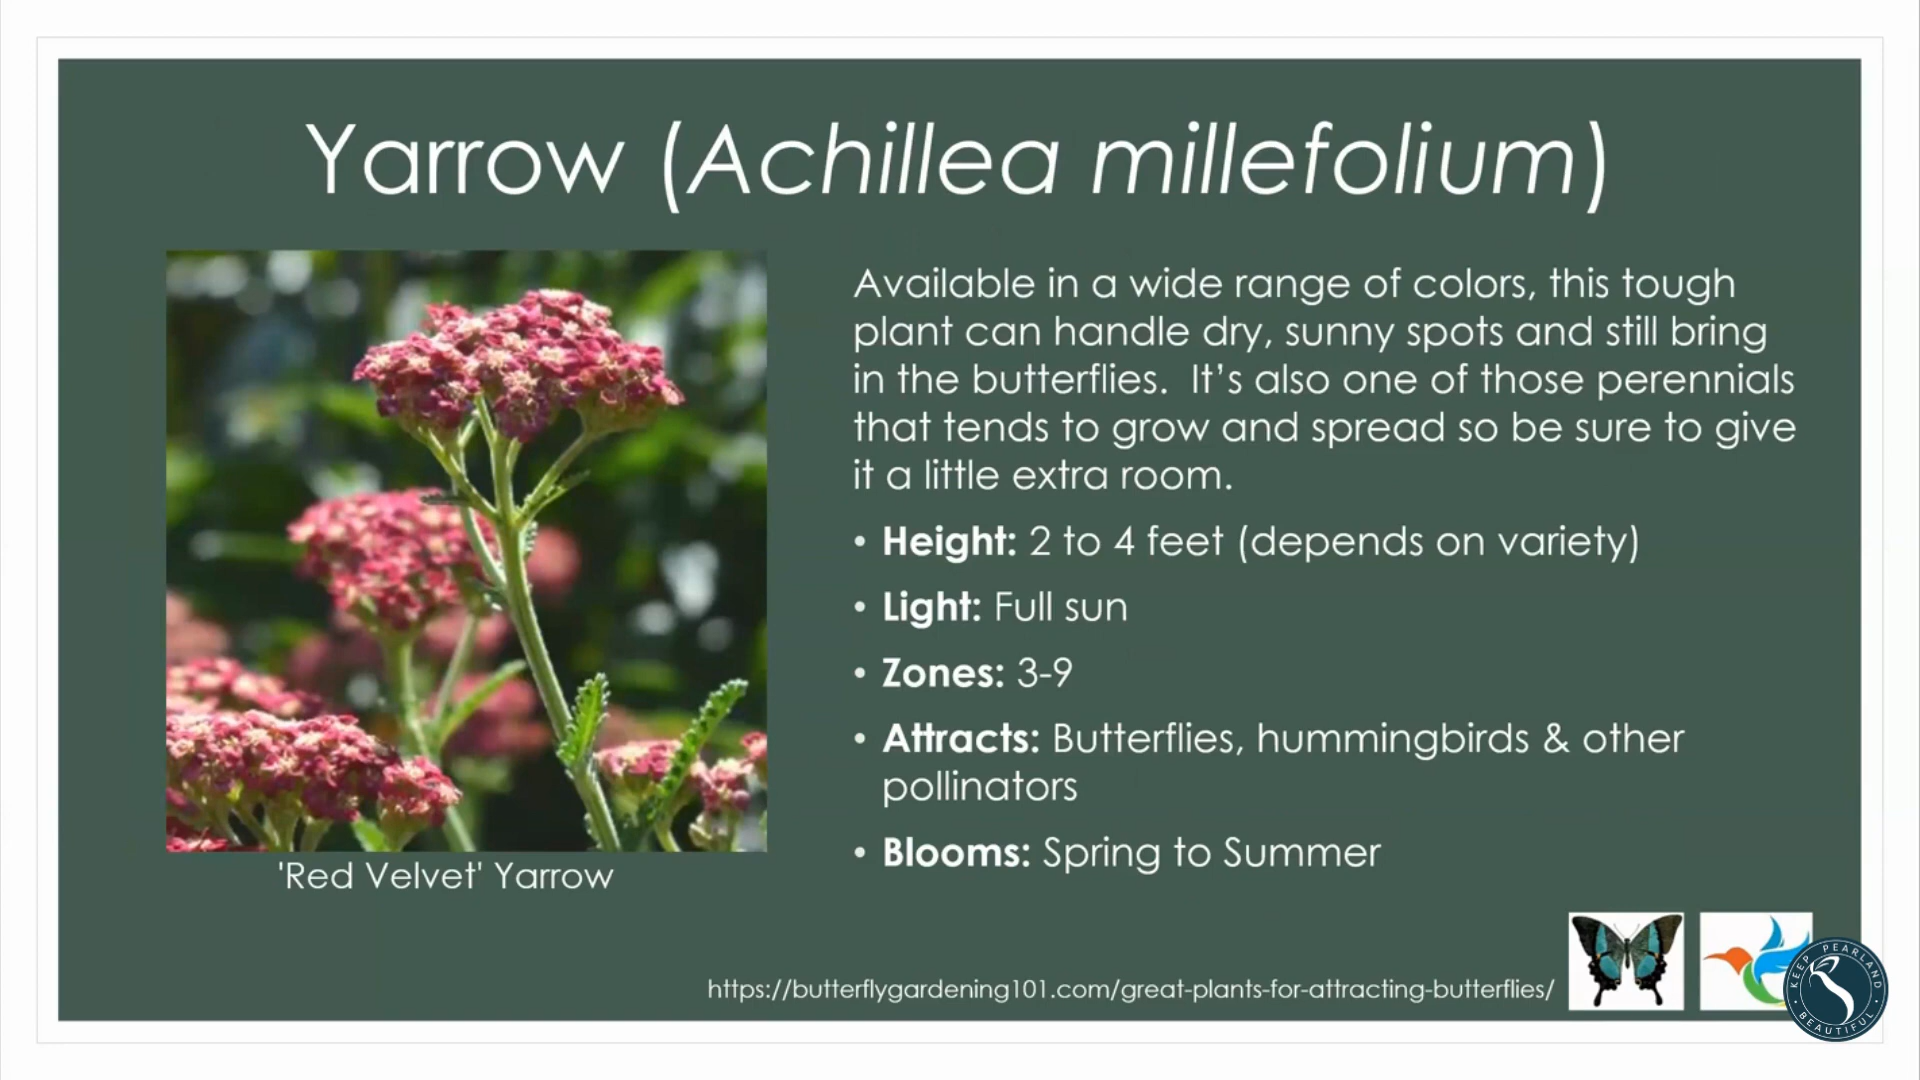 Yarrow (Achillea millefolium)
Available in a wide range of colors, this tough
plant can handle dry, sunny spots and still bring
in the butterflies.  It's also one of those perennials
that tends to grow and spread so be sure to give
it a little extra room.
• Height: 2 to 4 feet (depends on variety)
• Light: Full sun
• Zones: 3-9
• Attracts: Butterflies, hummingbirds & other
pollinators
• Blooms: Spring to Summer
'Red Velvet' Yarrow
https://butterflygardening101.com/great-plants-for-attracting-butterflies/
KEEP PEARLAND
BEAUTIFUL